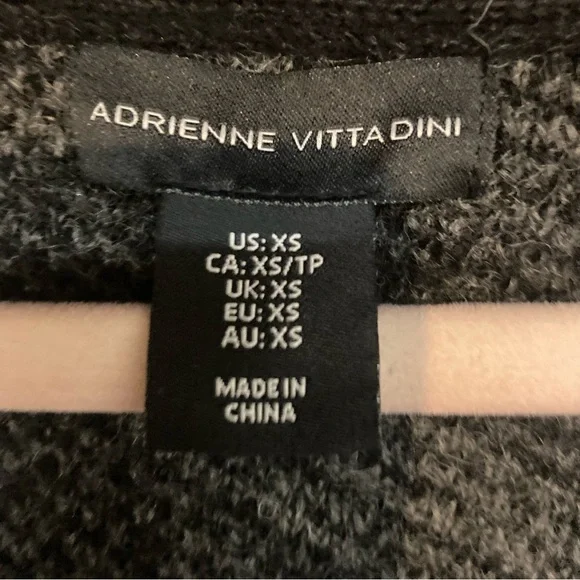 ADRIENNE VITTADINI
US: XS
CA: XS/TP
UK: XS
EU: XS
AU: XS
MADE IN
CHINA